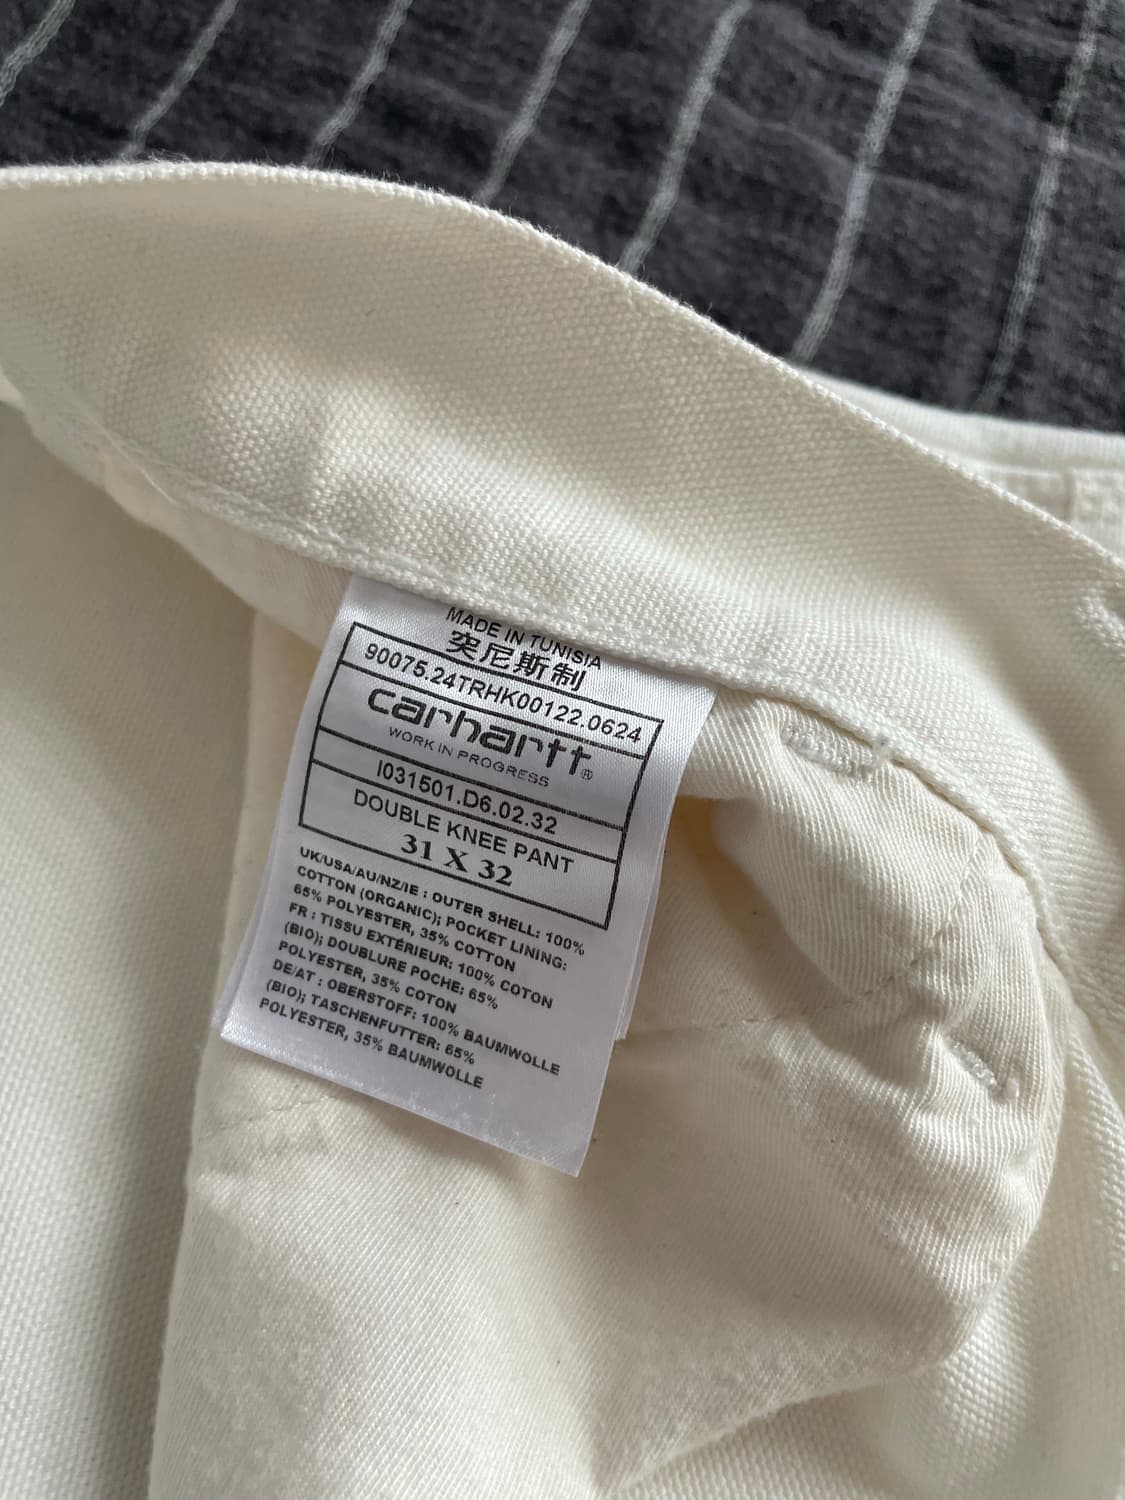 MADE IN TUNISIA
突尼斯制
90075.24TRHK00122.0624
carhartt®
WORK IN PROGRESS
I031501.D6.02.32
DOUBLE KNEE PANT
31 X 32
UK/USA/AU/NZ/IE : OUTER SHELL: 100%
COTTON (ORGANIC); POCKET LINING:
65% POLYESTER, 35% COTTON
FR : TISSU EXTÉRIEUR: 100% COTON
(BIO); DOUBLURE POCHE: 65%
POLYESTER, 35% COTON
DE/AT : OBERSTOFF: 100% BAUMWOLLE
(BIO); TASCHENFUTTER: 65%
POLYESTER, 35% BAUMWOLLE